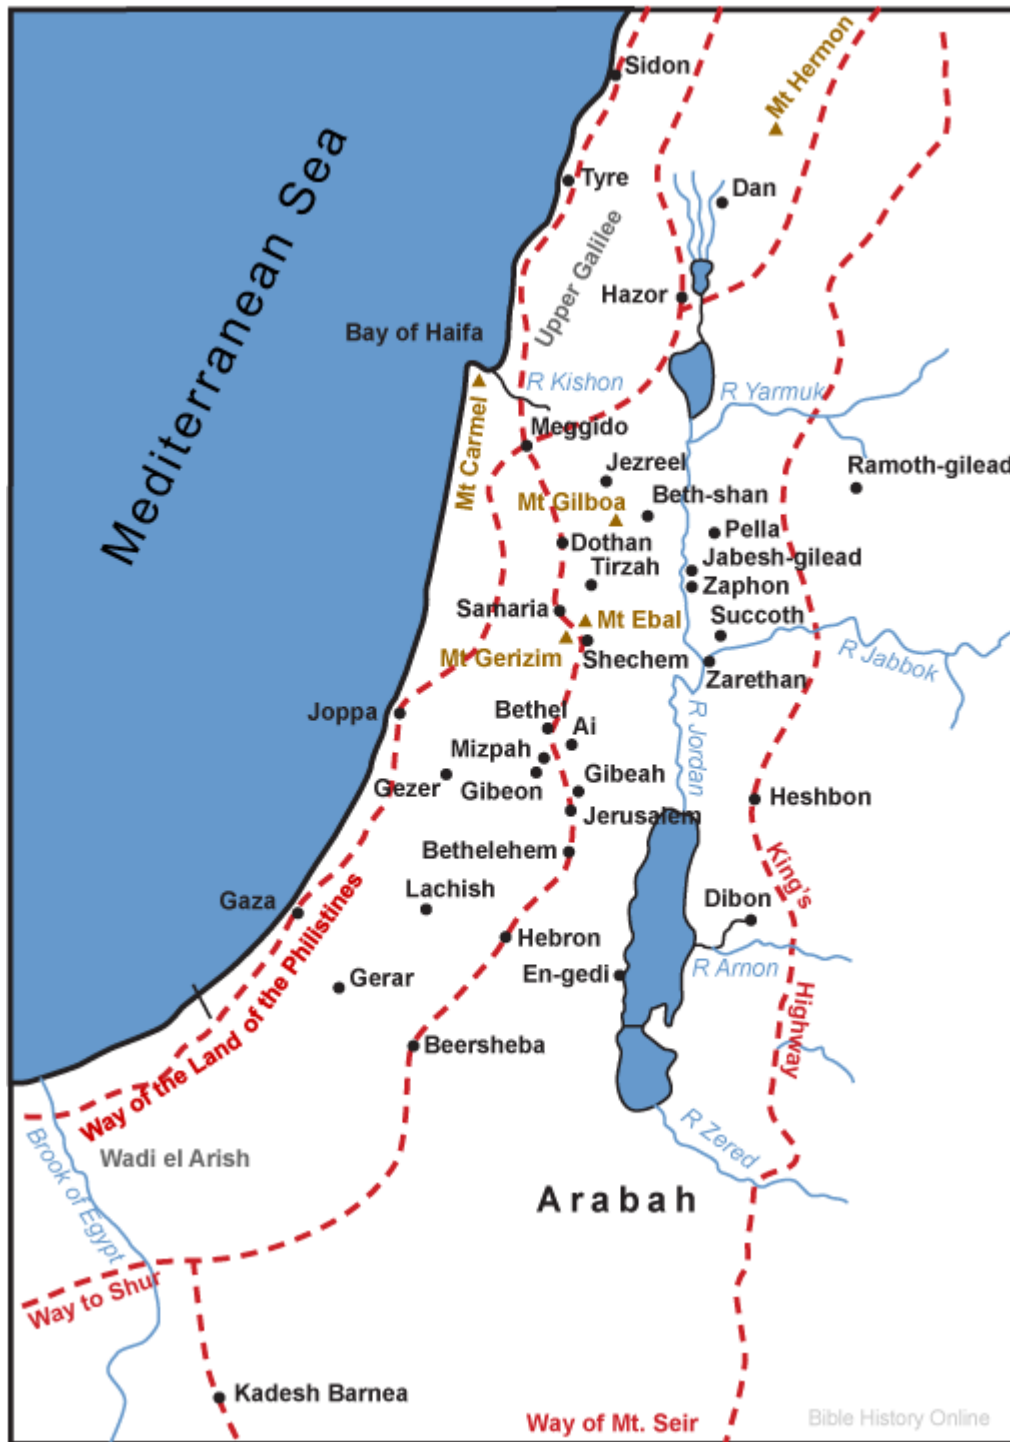 Sidon
Mt Hermon
Mediterranean Sea
Tyre
Dan
Upper Galilee
Hazor
Bay of Haifa
R Kishon
R Yarmuk
Mt Carmel
Meggido
Jezreel
Ramoth-gilead
Mt Gilboa
Beth-shan
Pella
Dothan
Jabesh-gilead
Tirzah
Zaphon
Samaria
Mt Ebal
Succoth
Mt Gerizim
Shechem
R Jabbok
Zarethan
Joppa
Bethel
Ai
R Jordan
Mizpah
Gezer
Gibeon
Gibeah
Heshbon
Jerusalem
Bethelehem
King's
Highway
Gaza
Lachish
Dibon
Way of the Land of the Philistines
Hebron
R Arnon
En-gedi
Gerar
Beersheba
R Zered
Brook of Egypt
Wadi el Arish
Arabah
Way to Shur
Kadesh Barnea
Way of Mt. Seir
Bible History Online